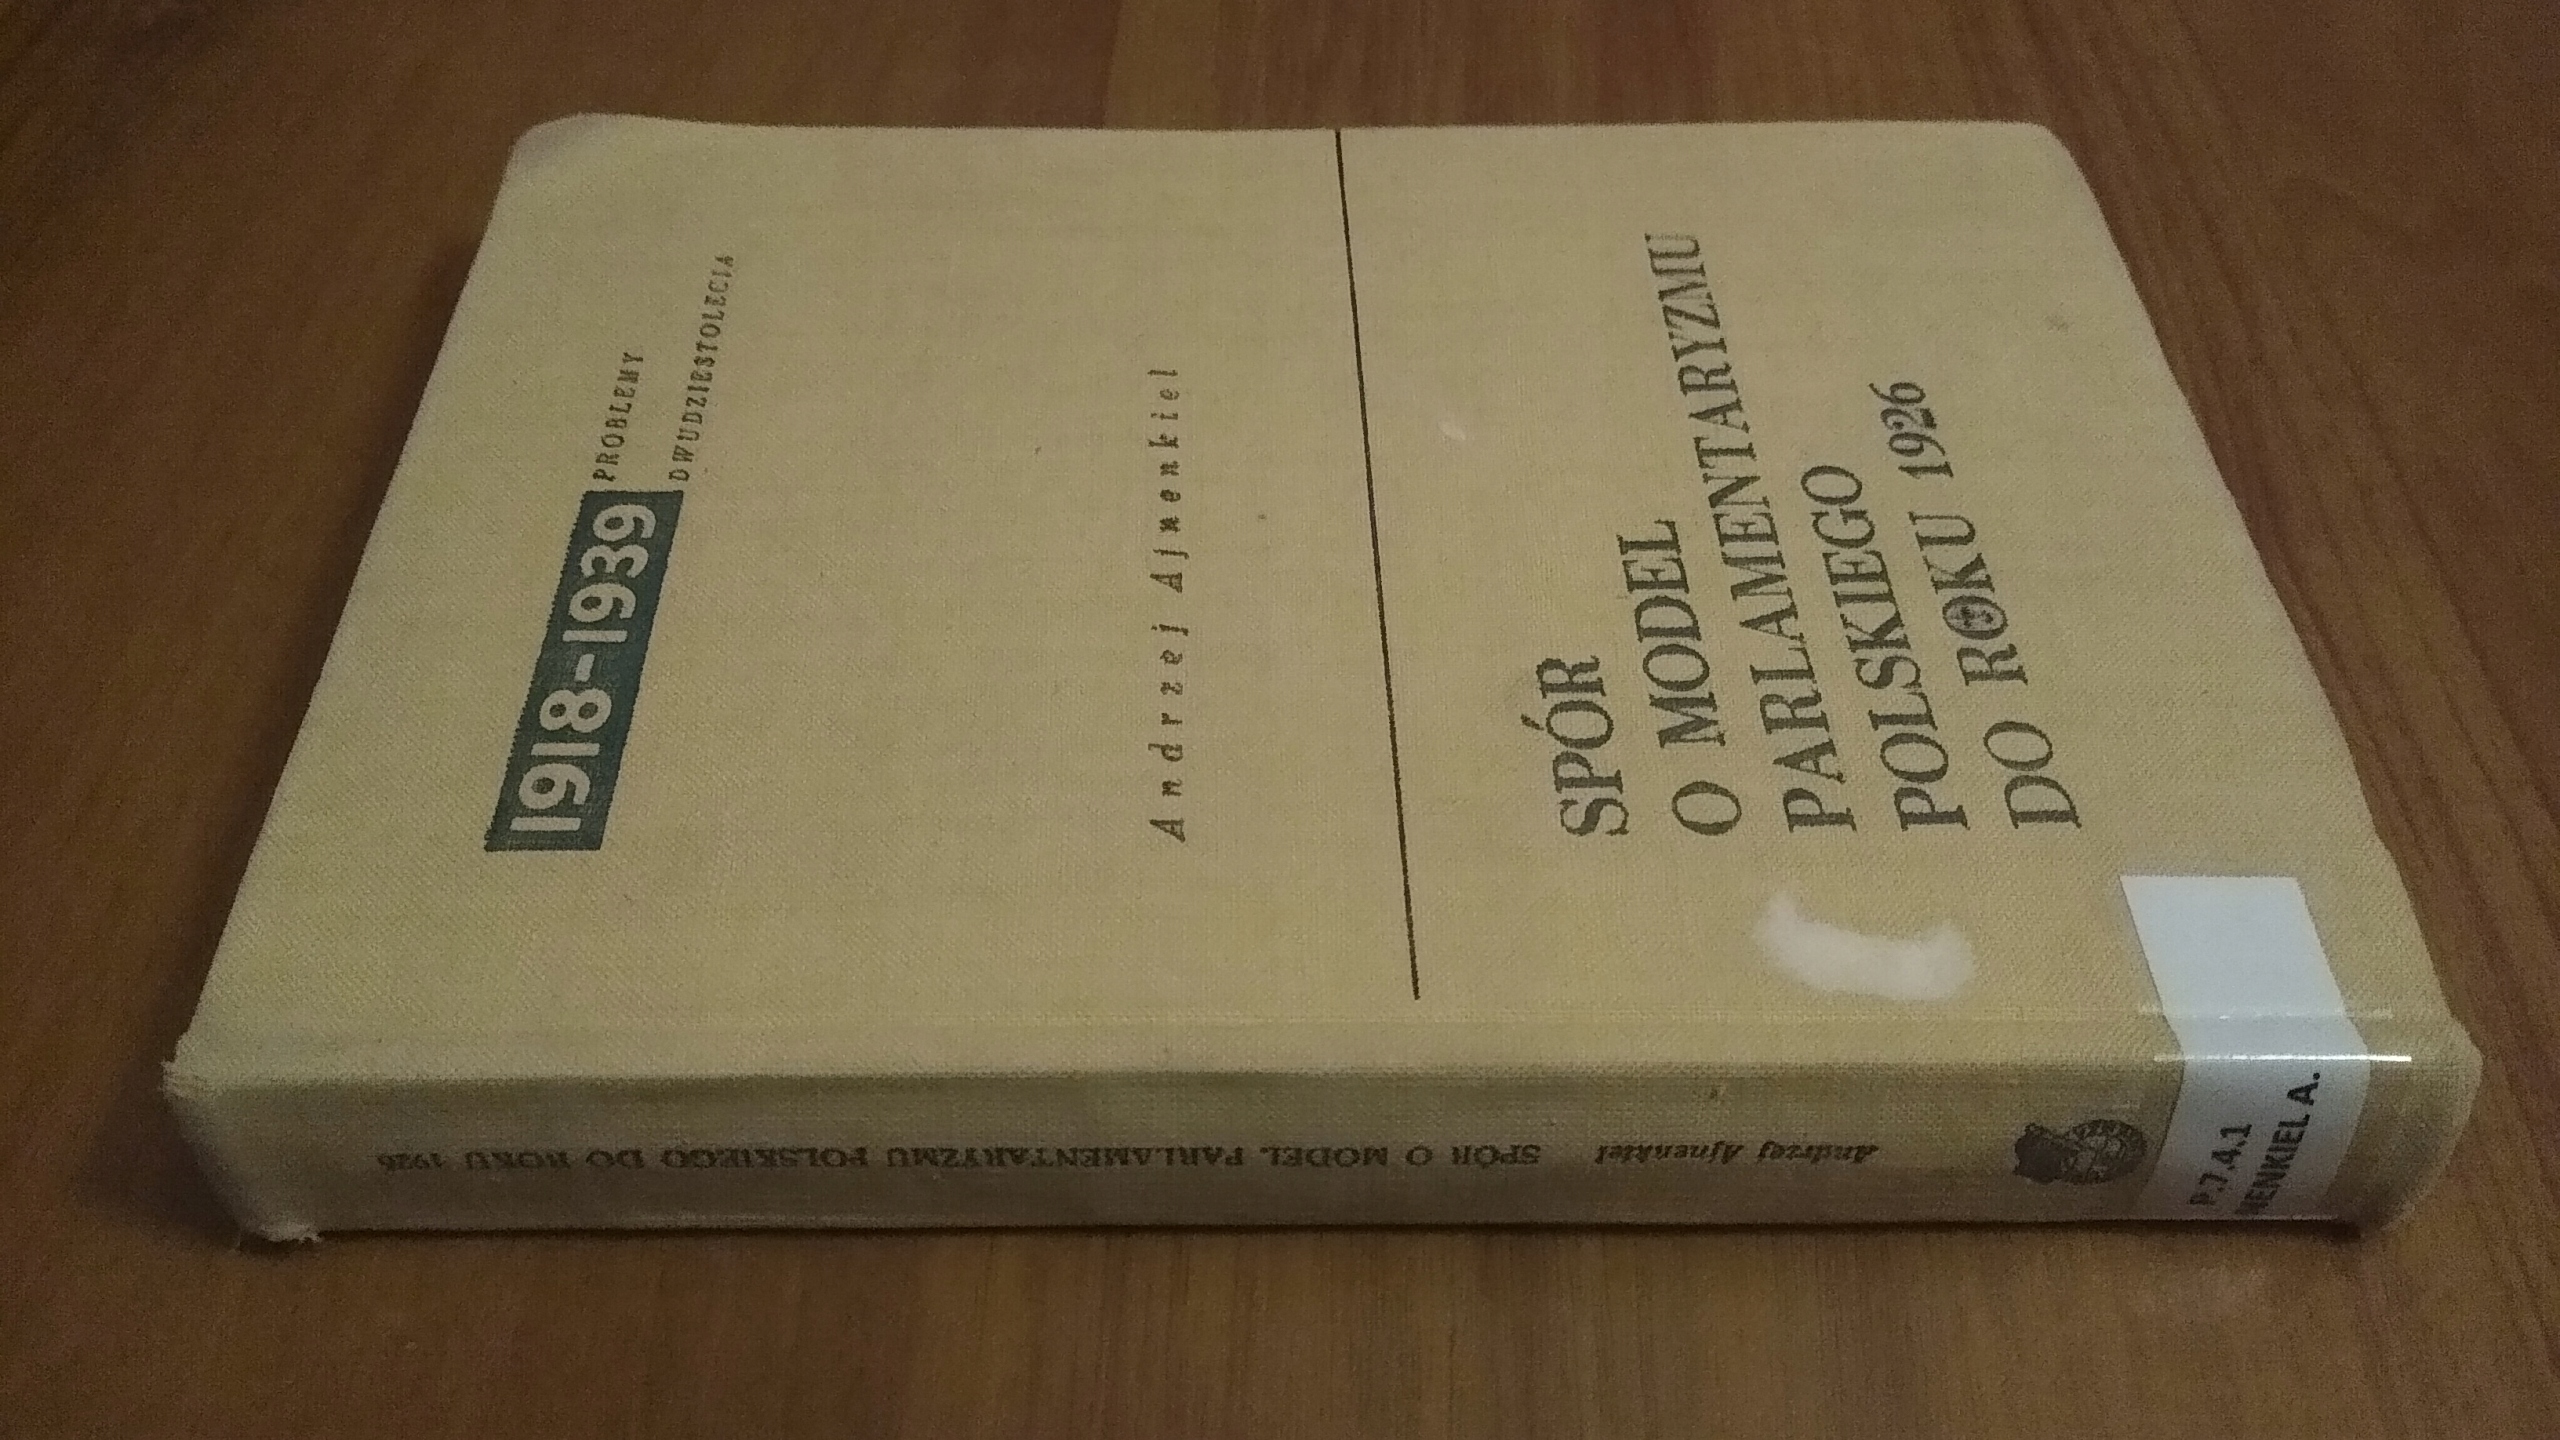 1918-1939
PROBLEMY
DWUDZIESTOLECIA
Andrzej Ajnenkiel
SPÓR
O MODEL
PARLAMENTARYZMU
POLSKIEGO
DO ROKU 1926
Andrzej Ajnenkiel SPÓR O MODEL PARLAMENTARYZMU POLSKIEGO DO ROKU 1926
P.7.4.1
NENKIEL A.